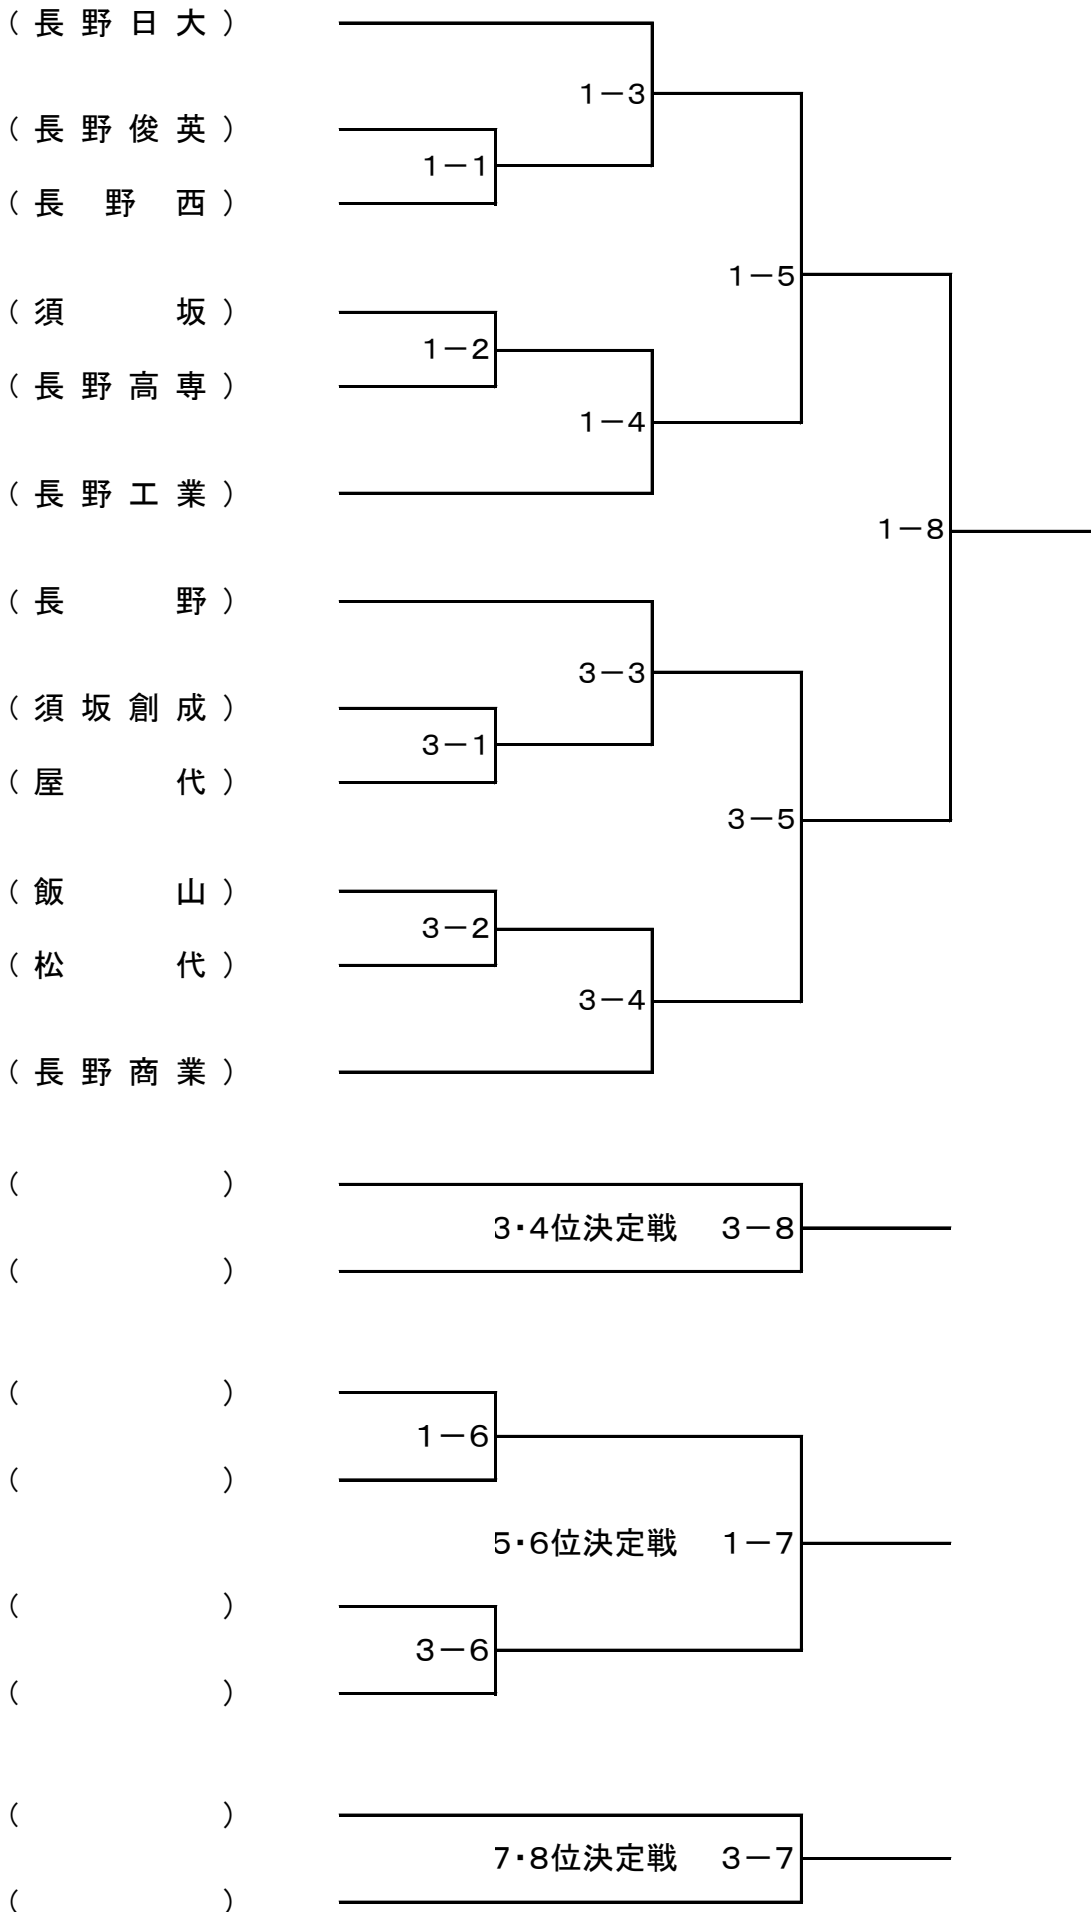 （長野日大）
1－3
（長野俊英）
1－1
（長野西）
1－5
（須坂）
1－2
（長野高専）
1－4
（長野工業）
1－8
（長野）
3－3
（須坂創成）
3－1
（屋代）
3－5
（飯山）
3－2
（松代）
3－4
（長野商業）
（　）
3・4位決定戦　3－8
（　）
（　）
1－6
（　）
5・6位決定戦　1－7
（　）
3－6
（　）
（　）
7・8位決定戦　3－7
（　）